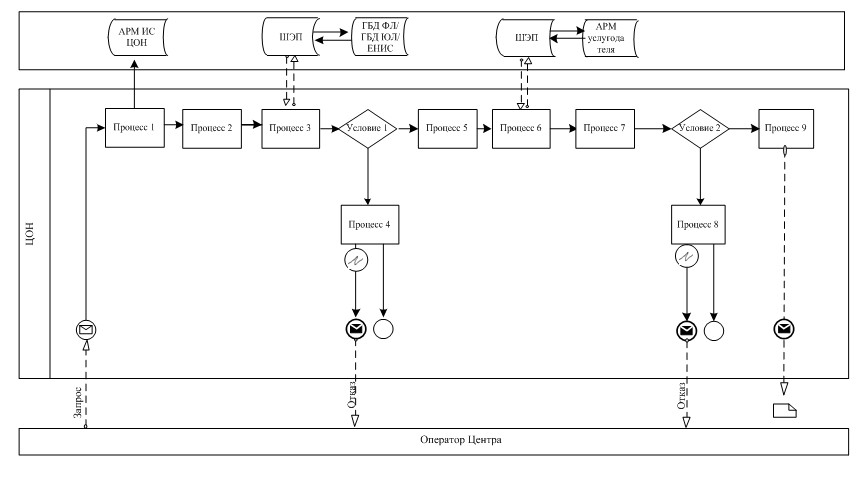 АРМ ИС
ЦОН
ШЭП
ГБД ФЛ/
ГБД ЮЛ/
ЕНИС
ШЭП
АРМ
услугода
теля
Процесс 1
Процесс 2
Процесс 3
Условие 1
Процесс 5
Процесс 6
Процесс 7
Условие 2
Процесс 9
Процесс 4
Процесс 8
ЦОН
Запрос
Отказ
Отказ
Оператор Центра